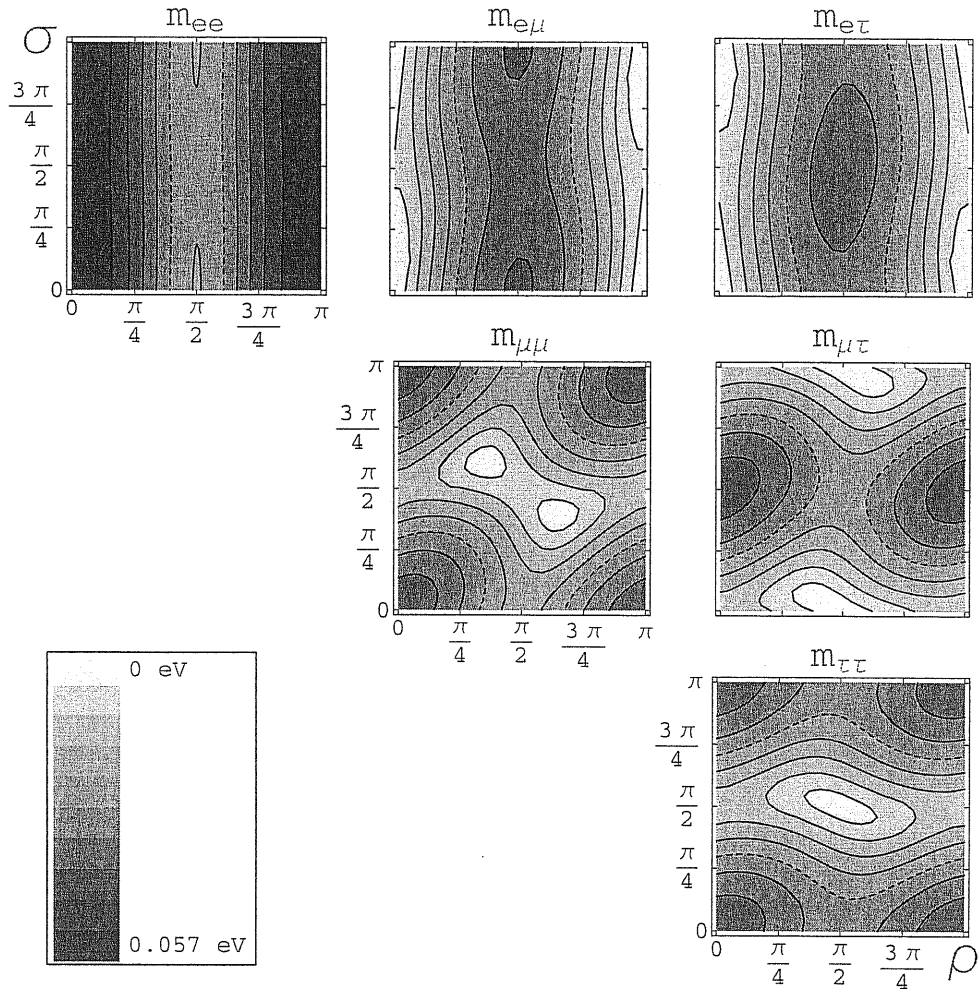 m_ee m_eμ m_eτ
σ
3π/4
π/2
π/4
0
0 π/4 π/2 3π/4 π
m_μμ m_μτ
π
3π/4
π/2
π/4
0
0 π/4 π/2 3π/4 π
0 eV
0.057 eV
m_ττ
π
3π/4
π/2
π/4
0
0 π/4 π/2 3π/4 ρ